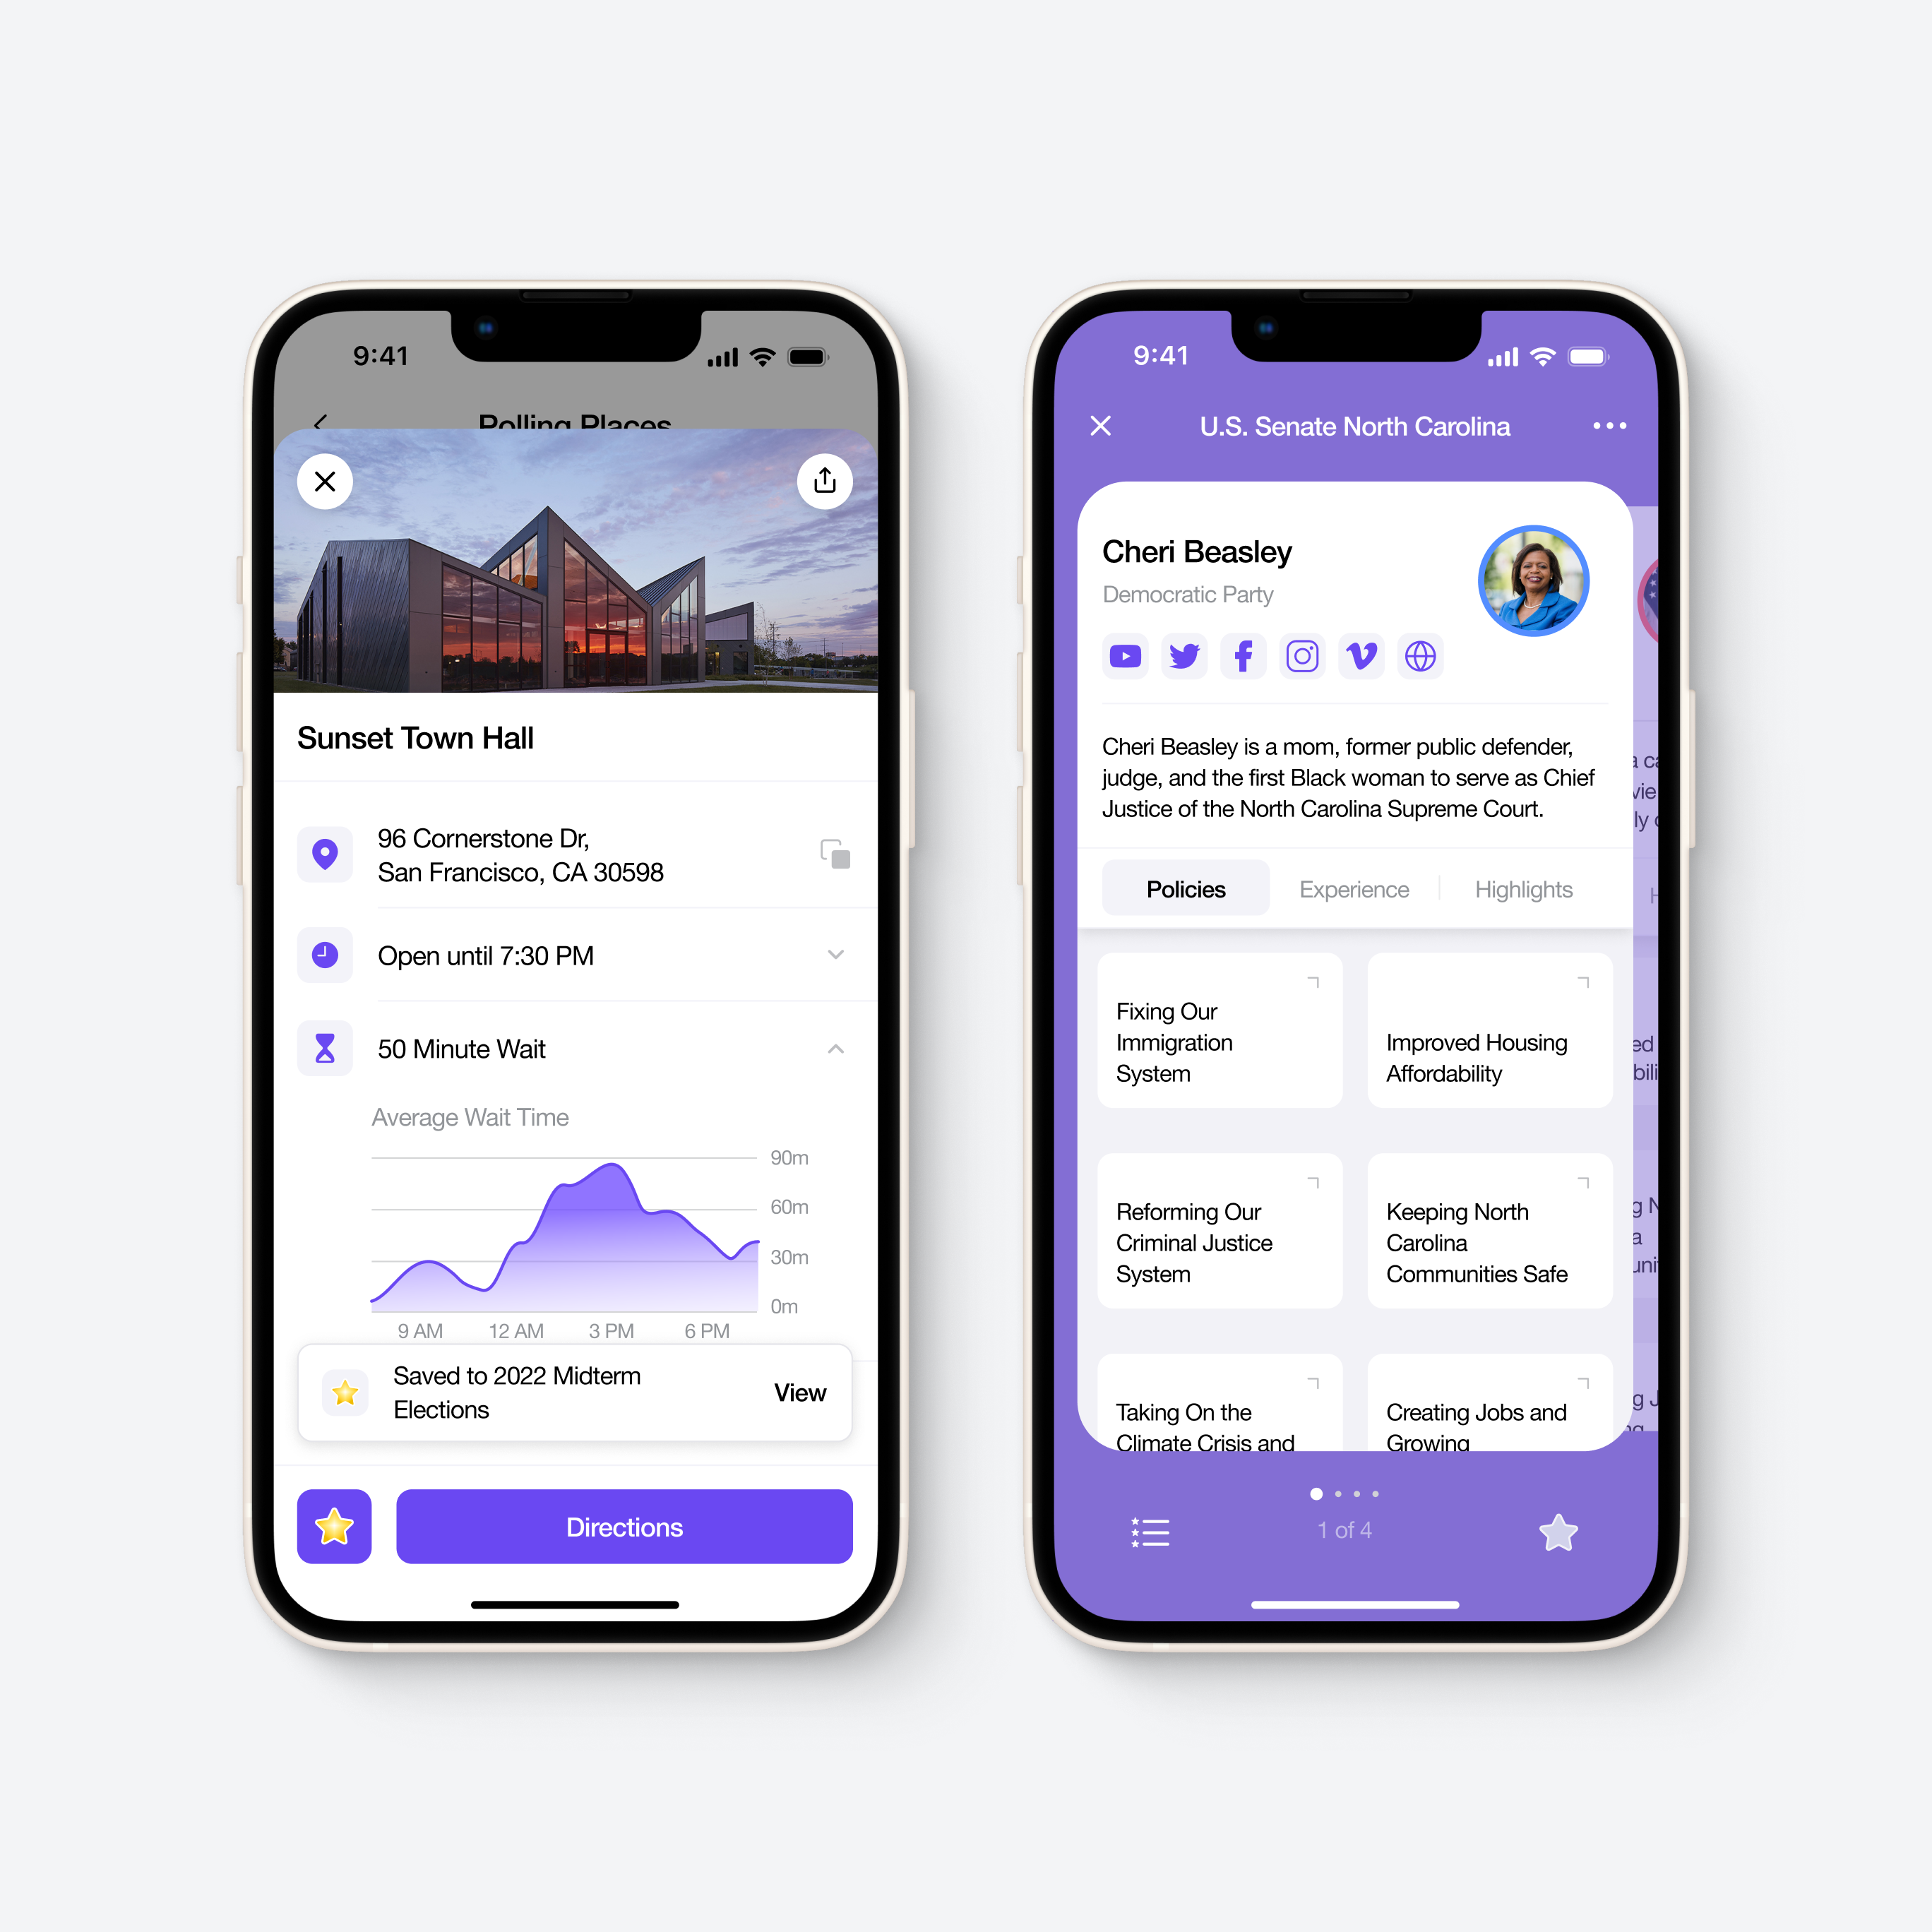 9:41
Polling Places
Sunset Town Hall
96 Cornerstone Dr,
San Francisco, CA 30598
Open until 7:30 PM
50 Minute Wait
Average Wait Time
90m
60m
30m
0m
9 AM 12 AM 3 PM 6 PM
Saved to 2022 Midterm
Elections
View
Directions
9:41
U.S. Senate North Carolina
Cheri Beasley
Democratic Party
Cheri Beasley is a mom, former public defender,
judge, and the first Black woman to serve as Chief
Justice of the North Carolina Supreme Court.
Policies Experience Highlights
Fixing Our
Immigration
System
Improved Housing
Affordability
Reforming Our
Criminal Justice
System
Keeping North
Carolina
Communities Safe
Taking On the
Climate Crisis and
Creating Jobs and
Growing
1 of 4